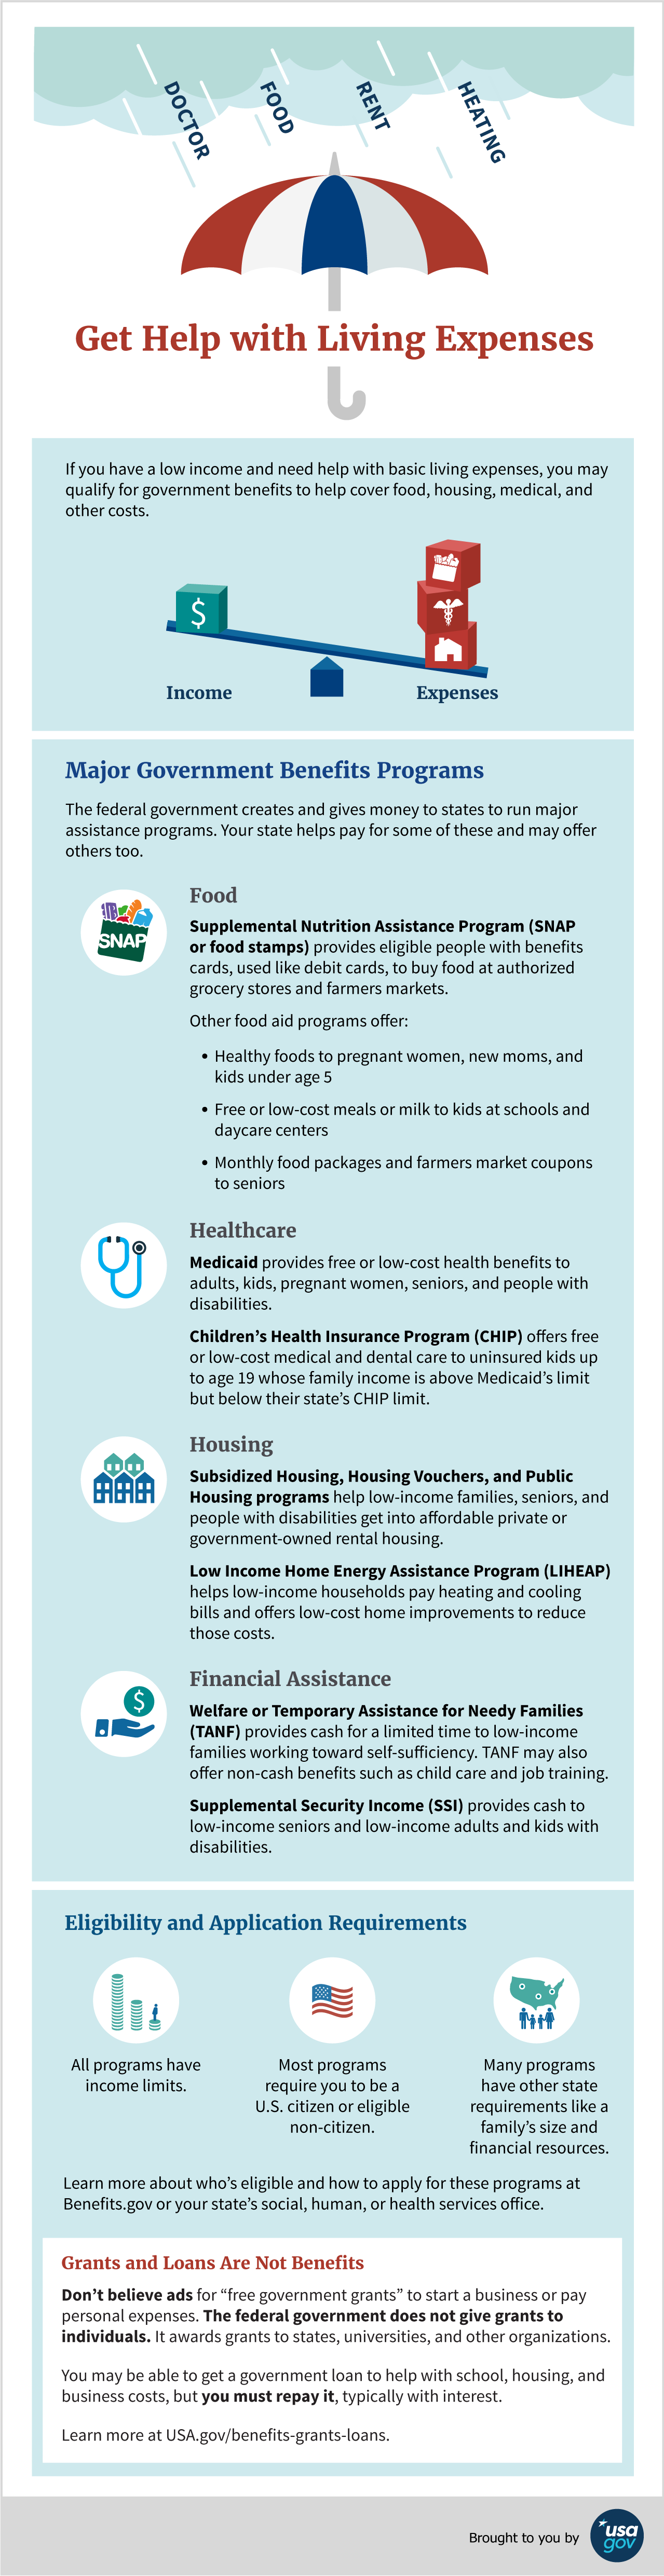 DOCTOR
FOOD
RENT
HEATING
Get Help with Living Expenses
If you have a low income and need help with basic living expenses, you may
qualify for government benefits to help cover food, housing, medical, and
other costs.
$
Income
Expenses
Major Government Benefits Programs
The federal government creates and gives money to states to run major
assistance programs. Your state helps pay for some of these and may offer
others too.
SNAP
Food
Supplemental Nutrition Assistance Program (SNAP
or food stamps) provides eligible people with benefits
cards, used like debit cards, to buy food at authorized
grocery stores and farmers markets.
Other food aid programs offer:
• Healthy foods to pregnant women, new moms, and
kids under age 5
• Free or low-cost meals or milk to kids at schools and
daycare centers
• Monthly food packages and farmers market coupons
to seniors
Healthcare
Medicaid provides free or low-cost health benefits to
adults, kids, pregnant women, seniors, and people with
disabilities.
Children's Health Insurance Program (CHIP) offers free
or low-cost medical and dental care to uninsured kids up
to age 19 whose family income is above Medicaid's limit
but below their state's CHIP limit.
Housing
Subsidized Housing, Housing Vouchers, and Public
Housing programs help low-income families, seniors, and
people with disabilities get into affordable private or
government-owned rental housing.
Low Income Home Energy Assistance Program (LIHEAP)
helps low-income households pay heating and cooling
bills and offers low-cost home improvements to reduce
those costs.
$
Financial Assistance
Welfare or Temporary Assistance for Needy Families
(TANF) provides cash for a limited time to low-income
families working toward self-sufficiency. TANF may also
offer non-cash benefits such as child care and job training.
Supplemental Security Income (SSI) provides cash to
low-income seniors and low-income adults and kids with
disabilities.
Eligibility and Application Requirements
All programs have
income limits.
Most programs
require you to be a
U.S. citizen or eligible
non-citizen.
Many programs
have other state
requirements like a
family's size and
financial resources.
Learn more about who's eligible and how to apply for these programs at
Benefits.gov or your state's social, human, or health services office.
Grants and Loans Are Not Benefits
Don't believe ads for "free government grants" to start a business or pay
personal expenses. The federal government does not give grants to
individuals. It awards grants to states, universities, and other organizations.
You may be able to get a government loan to help with school, housing, and
business costs, but you must repay it, typically with interest.
Learn more at USA.gov/benefits-grants-loans.
Brought to you by
usa
gov